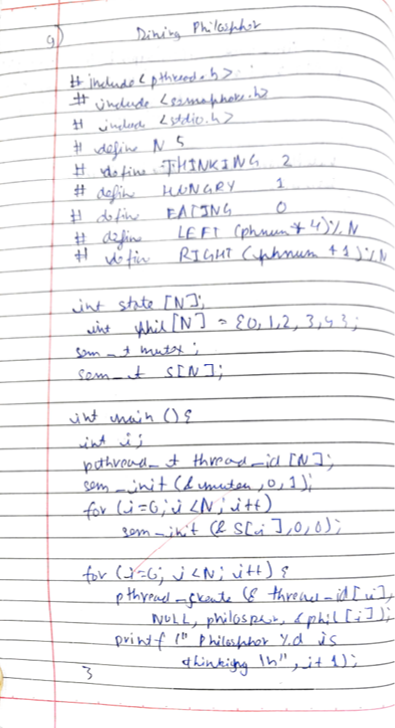 9) Dining Philosphor
# include < pthread.h >
# include < semaphore.h >
# include < stdio.h >
# define N 5
# define THINKING 2
# define HUNGRY 1
# define EATING 0
# define LEFT (phnum + 4) % N
# define RIGHT (phnum + 1) % N
int state [N];
int phil [N] = {0, 1, 2, 3, 4};
sem_t mutex ;
sem_t S[N];
int main () {
int i;
pthread_t thread_id [N];
sem_init (& mutex, 0, 1);
for (i=0; i < N; i++)
sem_init (& S[i], 0, 0);
for (i=0; i < N; i++) {
pthread_create (& thread_id [i],
NULL, philospher, &phil [i]);
printf (" Philosphor %d is
thinking \n", i+1);
}